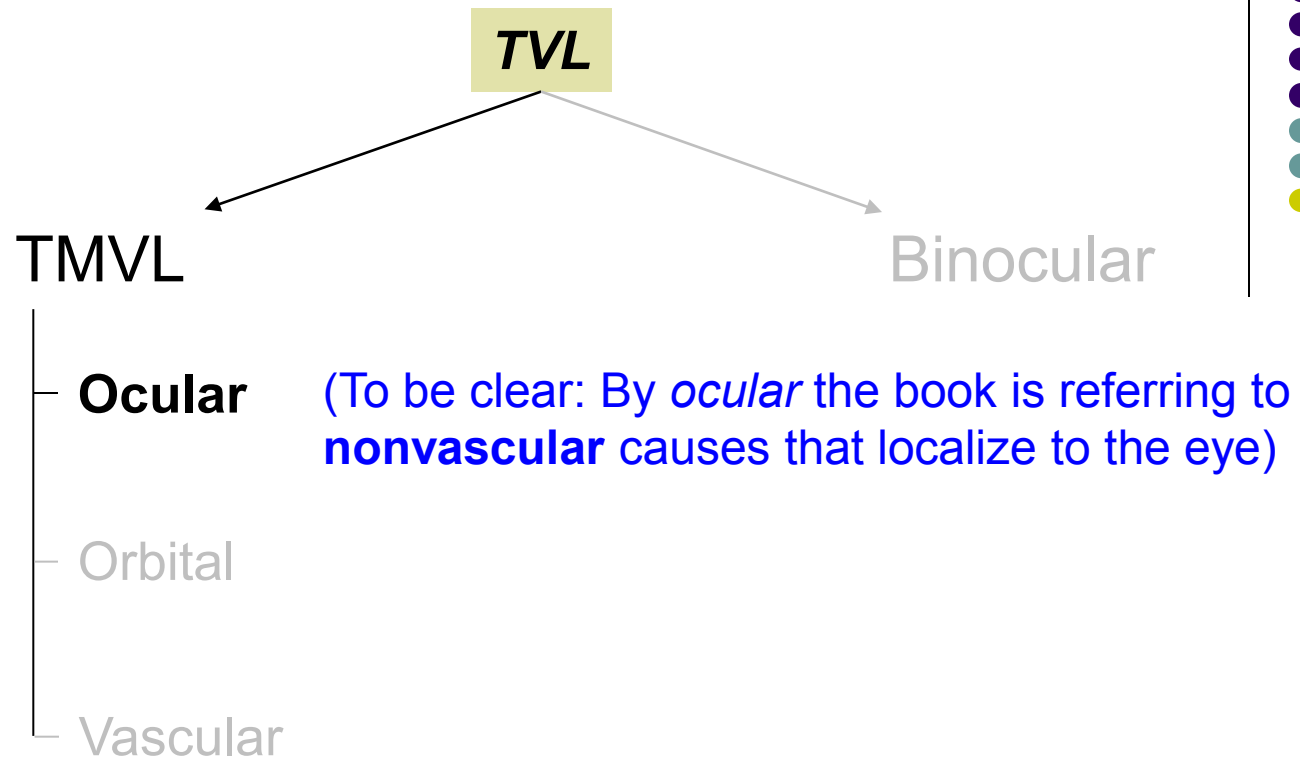 TVL
TMVL
Binocular
Ocular
(To be clear: By ocular the book is referring to
nonvascular causes that localize to the eye)
Orbital
Vascular